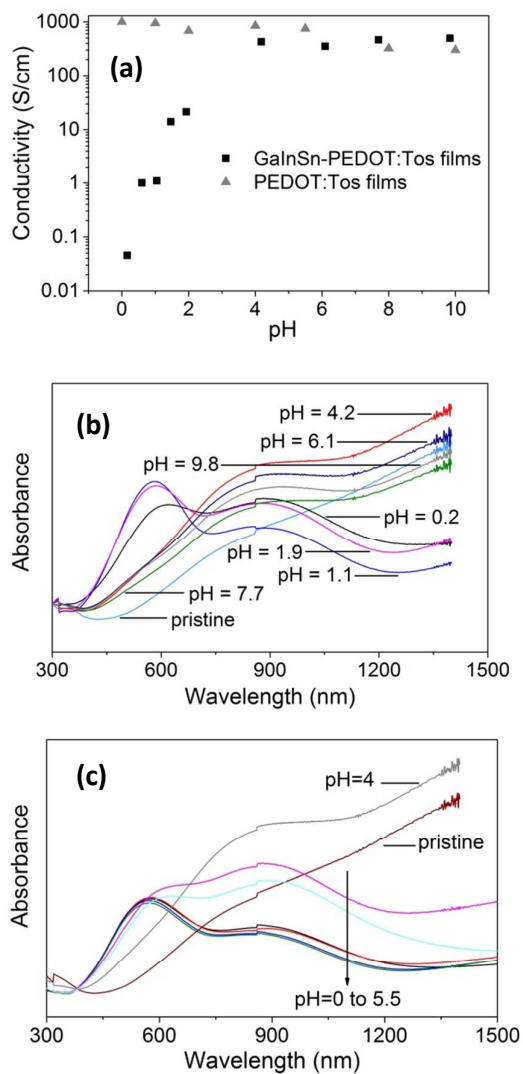 (a)
Conductivity (S/cm)
1000
100
10
1
0.1
0.01
GaInSn-PEDOT:Tos films
PEDOT:Tos films
0 2 4 6 8 10
pH
(b)
Absorbance
pH = 4.2
pH = 6.1
pH = 9.8
pH = 0.2
pH = 1.9
pH = 1.1
pH = 7.7
pristine
300 600 900 1200 1500
Wavelength (nm)
(c)
Absorbance
pH=4
pristine
pH=0 to 5.5
300 600 900 1200 1500
Wavelength (nm)